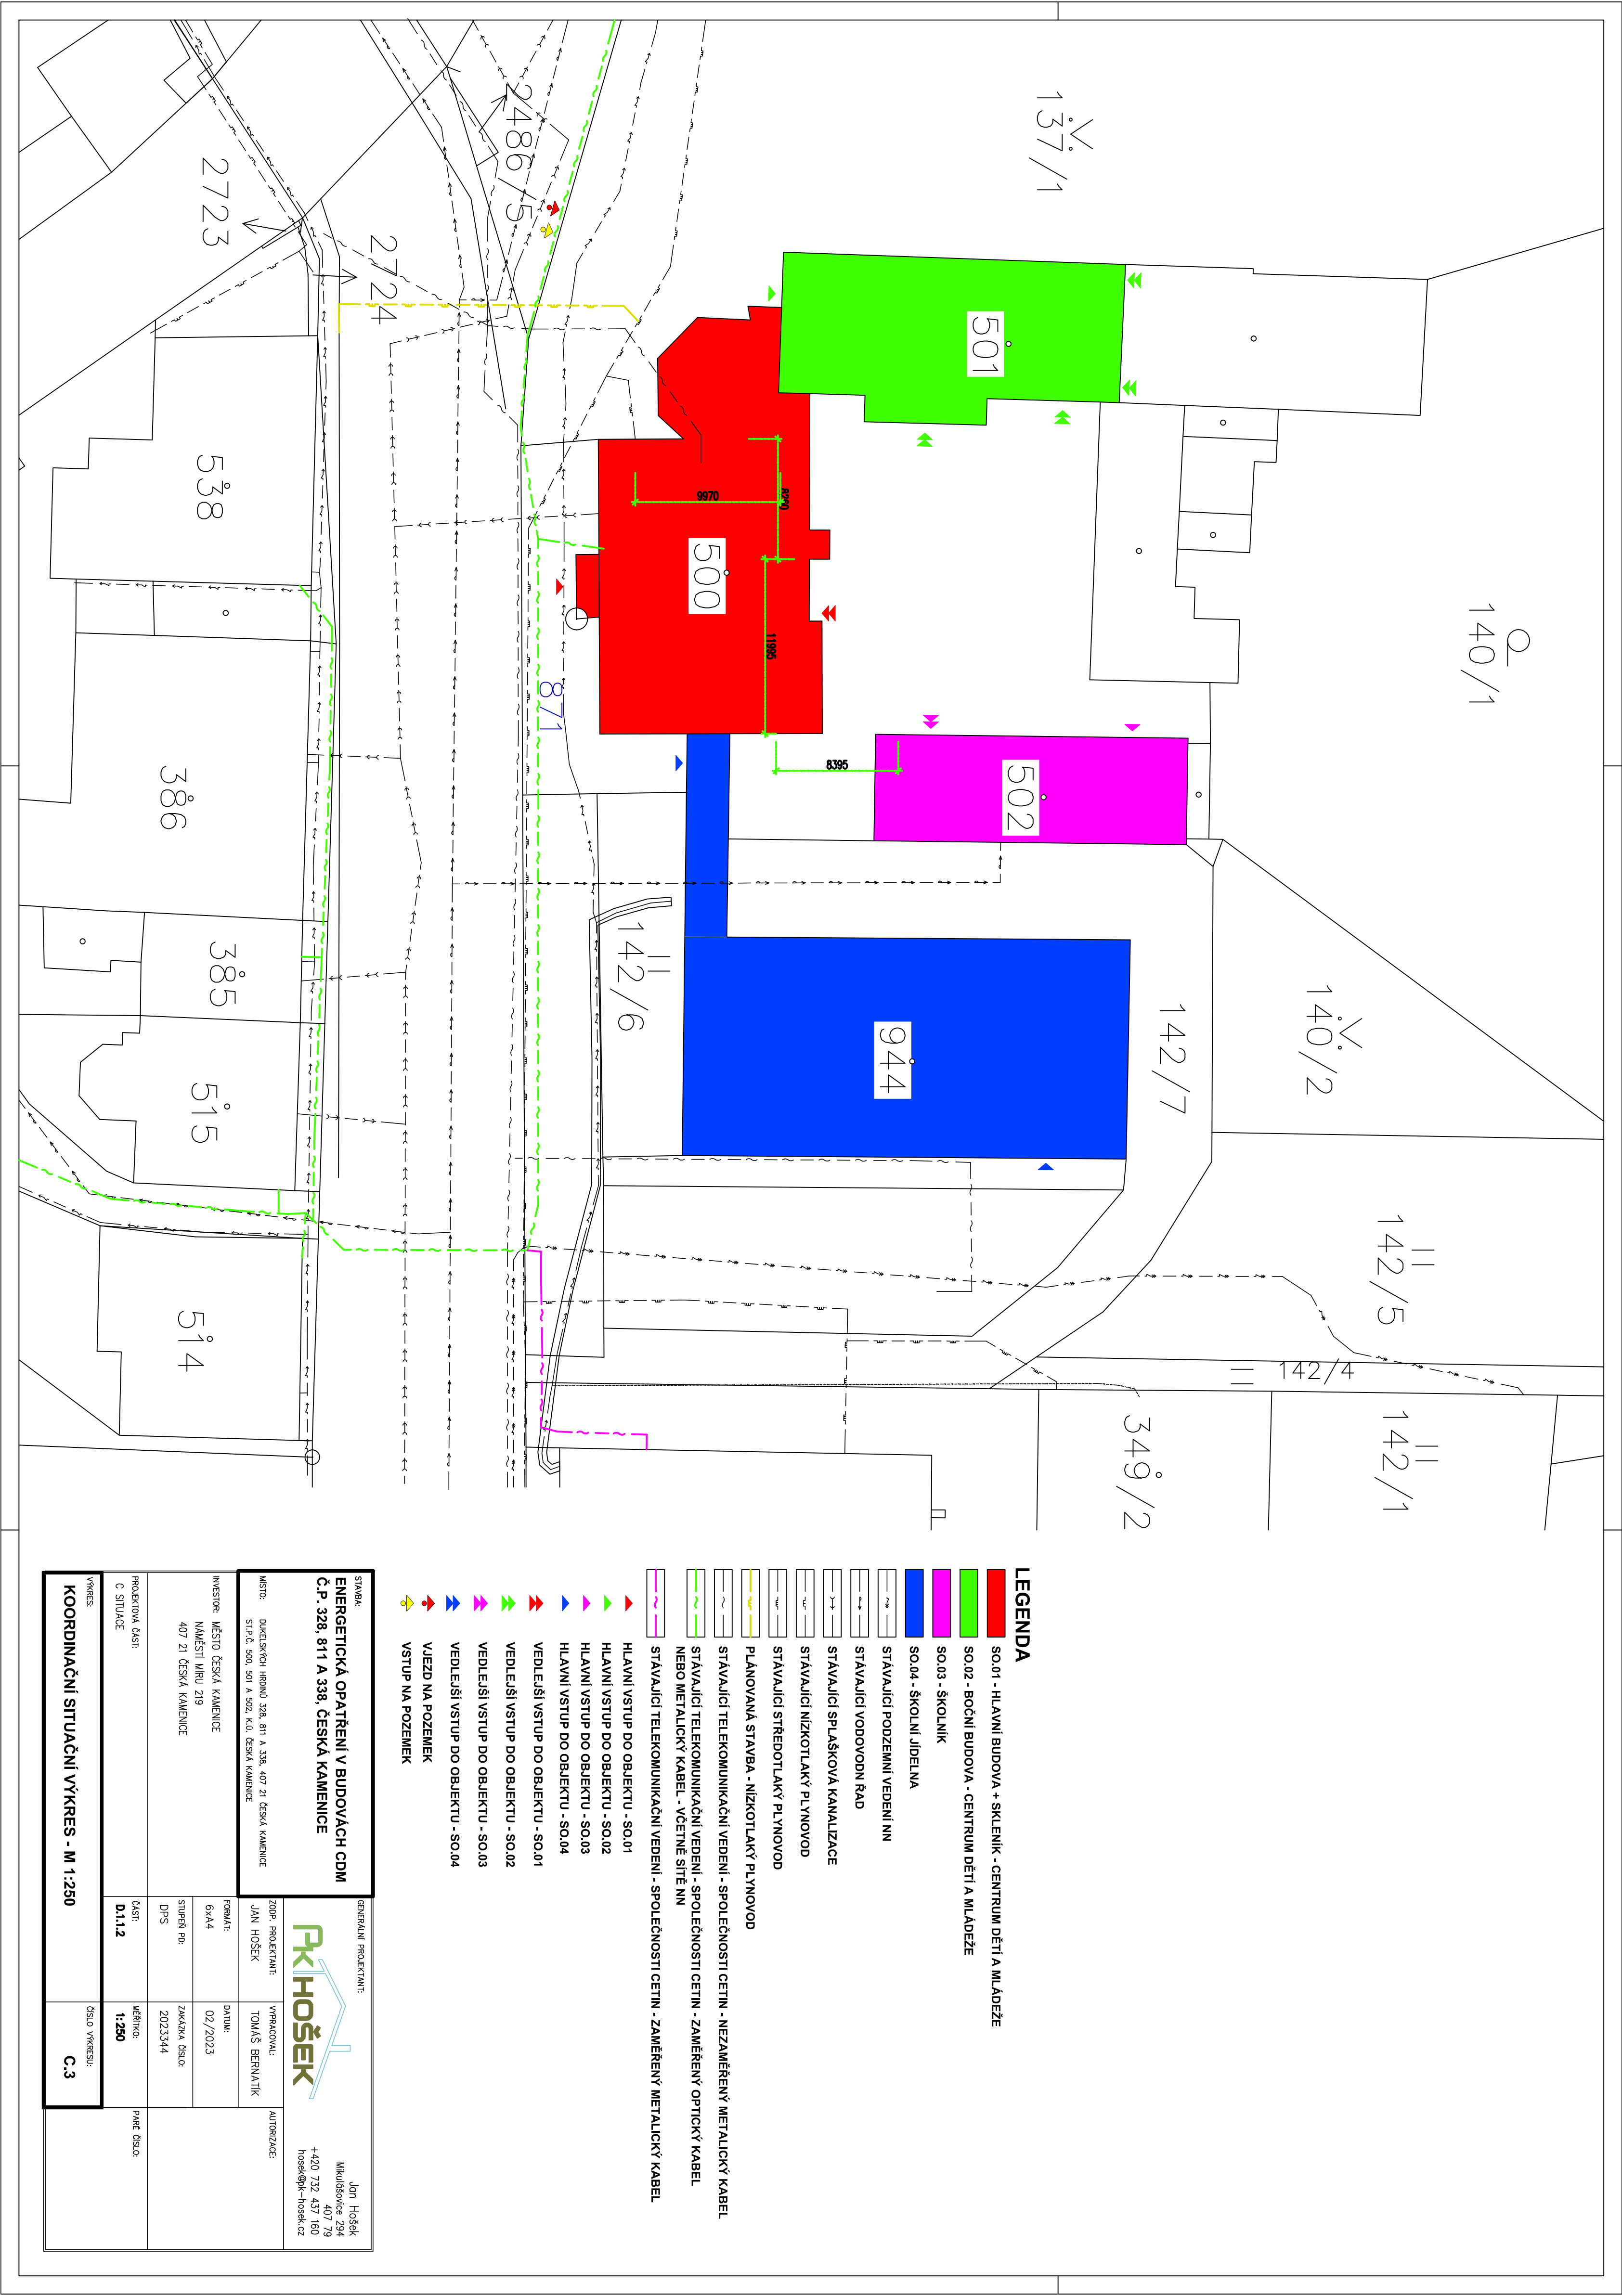 137/1
140/1
140/2
142/7
142/5
142/4
142/1
349/2
142/6
501
500
502
944
871
9970
8260
11995
8395
2486/5
2724
2723
538
386
385
515
514
LEGENDA
SO.01 - HLAVNÍ BUDOVA + SKLENÍK - CENTRUM DĚTÍ A MLÁDEŽE
SO.02 - BOČNÍ BUDOVA - CENTRUM DĚTÍ A MLÁDEŽE
SO.03 - ŠKOLNÍK
SO.04 - ŠKOLNÍ JÍDELNA
STÁVAJÍCÍ PODZEMNÍ VEDENÍ NN
STÁVAJÍCÍ VODOVODN ŘAD
STÁVAJÍCÍ SPLAŠKOVÁ KANALIZACE
STÁVAJÍCÍ NÍZKOTLAKÝ PLYNOVOD
STÁVAJÍCÍ STŘEDOTLAKÝ PLYNOVOD
PLÁNOVANÁ STAVBA - NÍZKOTLAKÝ PLYNOVOD
STÁVAJÍCÍ TELEKOMUNIKAČNÍ VEDENÍ - SPOLEČNOSTI CETIN - NEZAMĚŘENÝ METALICKÝ KABEL
STÁVAJÍCÍ TELEKOMUNIKAČNÍ VEDENÍ - SPOLEČNOSTI CETIN - ZAMĚŘENÝ OPTICKÝ KABEL
NEBO METALICKÝ KABEL - VČETNĚ SÍTĚ NN
STÁVAJÍCÍ TELEKOMUNIKAČNÍ VEDENÍ - SPOLEČNOSTI CETIN - ZAMĚŘENÝ METALICKÝ KABEL
HLAVNÍ VSTUP DO OBJEKTU - SO.01
HLAVNÍ VSTUP DO OBJEKTU - SO.02
HLAVNÍ VSTUP DO OBJEKTU - SO.03
HLAVNÍ VSTUP DO OBJEKTU - SO.04
VEDLEJŠÍ VSTUP DO OBJEKTU - SO.01
VEDLEJŠÍ VSTUP DO OBJEKTU - SO.02
VEDLEJŠÍ VSTUP DO OBJEKTU - SO.03
VEDLEJŠÍ VSTUP DO OBJEKTU - SO.04
VJEZD NA POZEMEK
VSTUP NA POZEMEK
STAVBA:
ENERGETICKÁ OPATŘENÍ V BUDOVÁCH CDM
Č.P. 328, 811 A 338, ČESKÁ KAMENICE
MÍSTO: DUKELSKÝCH HRDINŮ 328, 811 A 338, 407 21 ČESKÁ KAMENICE
ST.P.Č. 500, 501 A 502, K.Ú. ČESKÁ KAMENICE
INVESTOR: MĚSTO ČESKÁ KAMENICE
NÁMĚSTÍ MÍRU 219
407 21 ČESKÁ KAMENICE
PROJEKTOVÁ ČÁST:
C SITUACE
VÝKRES:
KOORDINAČNÍ SITUAČNÍ VÝKRES - M 1:250
GENERÁLNÍ PROJEKTANT:
PK HOŠEK
Jan Hošek
Mikulášovice 294
407 79
+420 732 437 160
hosek@pk-hosek.cz
ZODP. PROJEKTANT:
JAN HOŠEK
VYPRACOVAL:
TOMÁŠ BERNATÍK
AUTORIZACE:
FORMÁT:
6xA4
DATUM:
02/2023
STUPEŇ PD:
DPS
ZAKÁZKA ČÍSLO:
2023344
ČÁST:
D.1.1.2
MĚŘÍTKO:
1:250
PARÉ ČÍSLO:
ČÍSLO VÝKRESU:
C.3